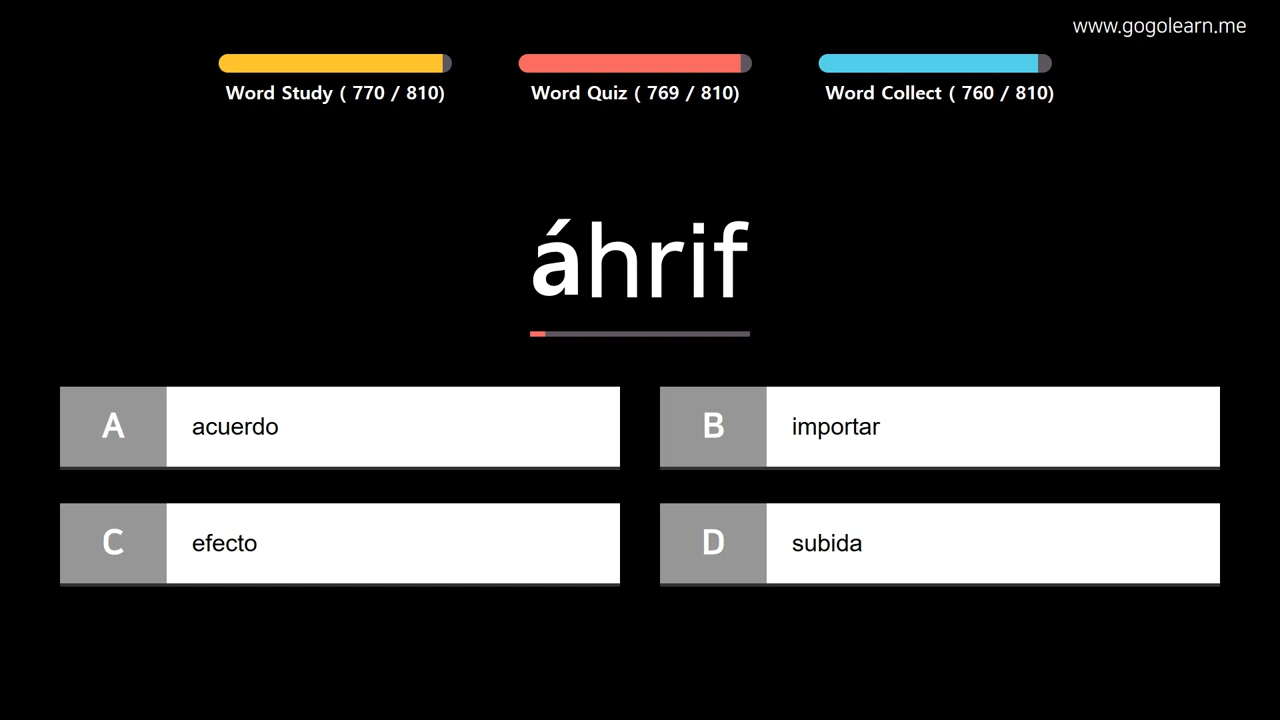 www.gogolearn.me
Word Study ( 770 / 810)
Word Quiz ( 769 / 810)
Word Collect ( 760 / 810)
áhrif
A acuerdo
B importar
C efecto
D subida